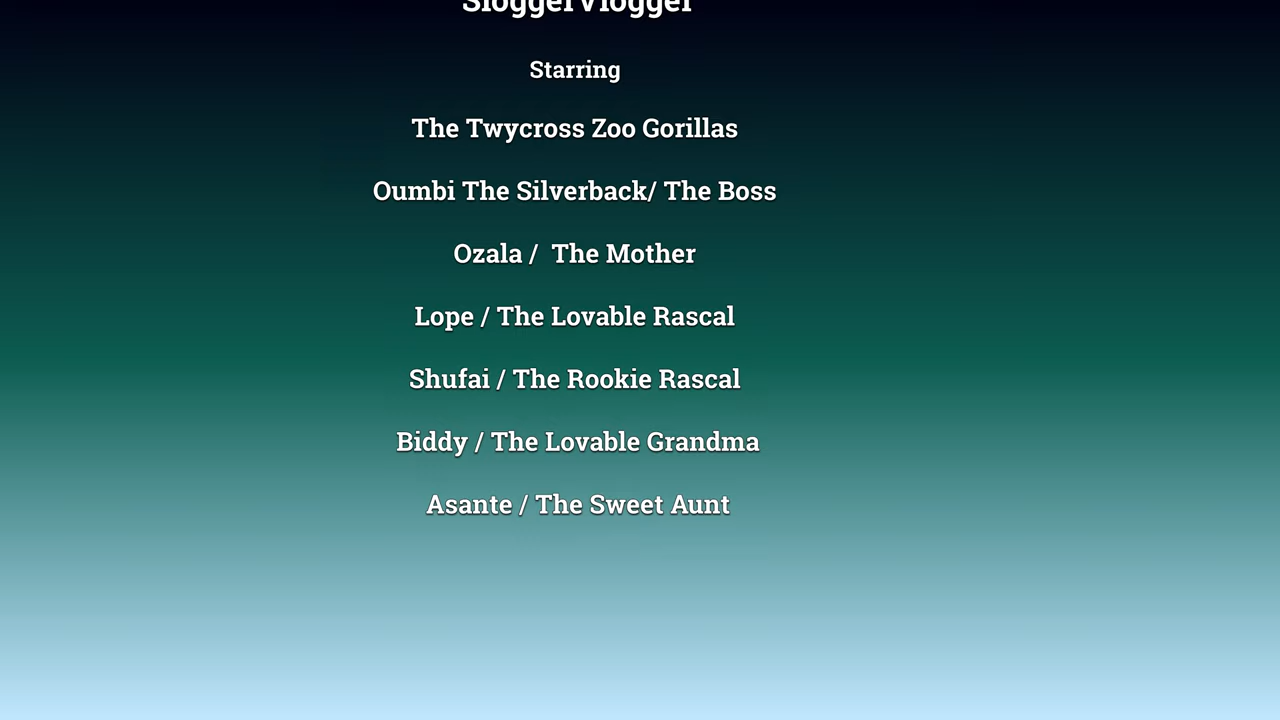 SloggerVlogger
Starring
The Twycross Zoo Gorillas
Oumbi The Silverback/ The Boss
Ozala /  The Mother
Lope / The Lovable Rascal
Shufai / The Rookie Rascal
Biddy / The Lovable Grandma
Asante / The Sweet Aunt